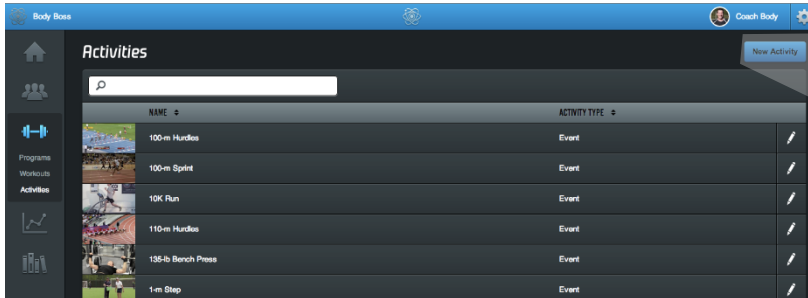 Body Boss
Coach Body
Activities
New Activity
NAME
ACTIVITY TYPE
100-m Hurdles
Event
100-m Sprint
Event
Programs
Workouts
Activities
10K Run
Event
110-m Hurdles
Event
135-lb Bench Press
Event
1-m Step
Event